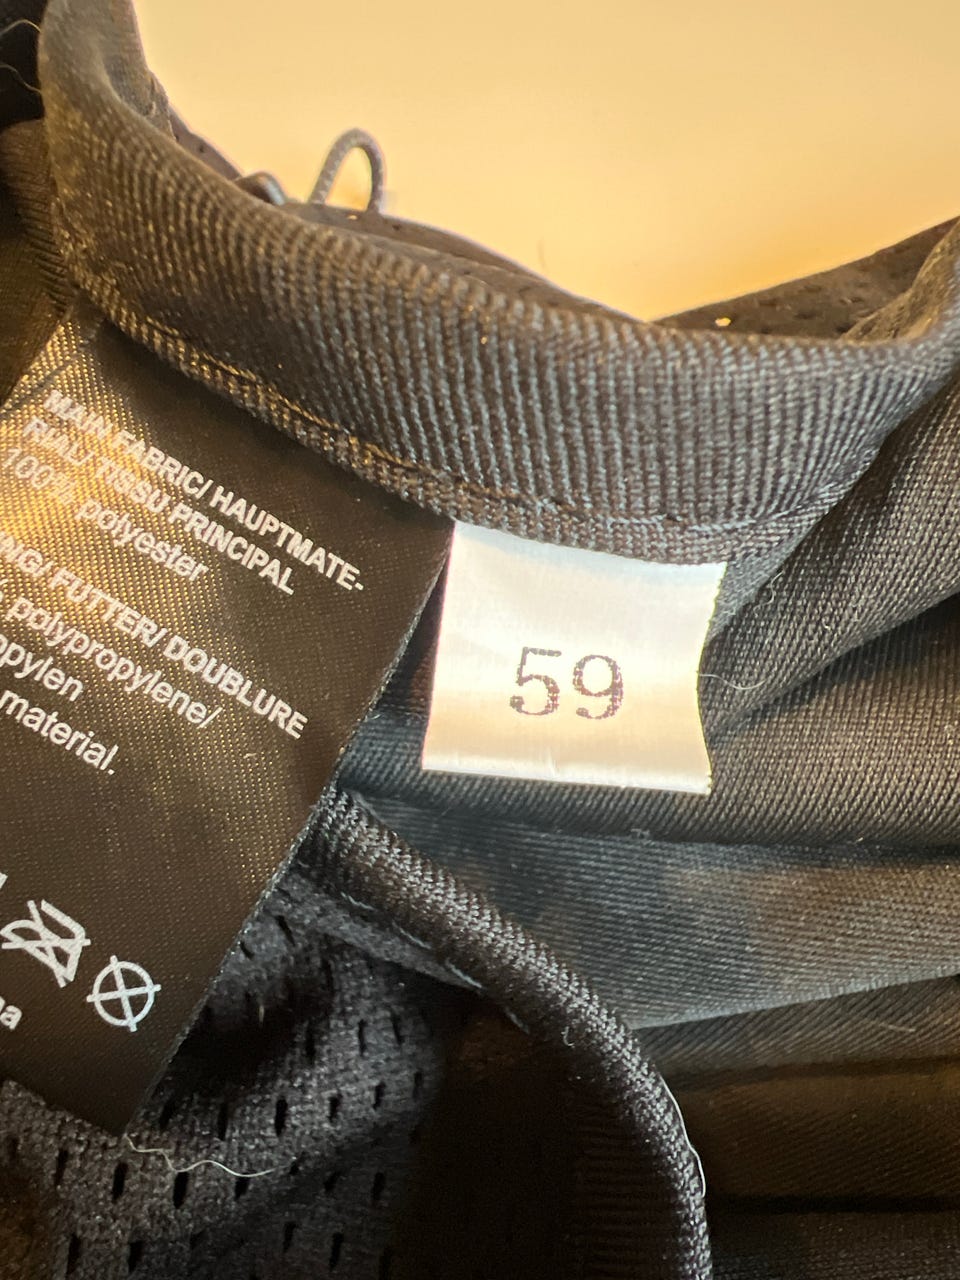 MAIN FABRIC/ HAUPTMATE-
RIAL/ TISSU PRINCIPAL
100% polyester
FUTTER/ DOUBLURE
polypropylene/
material.
59